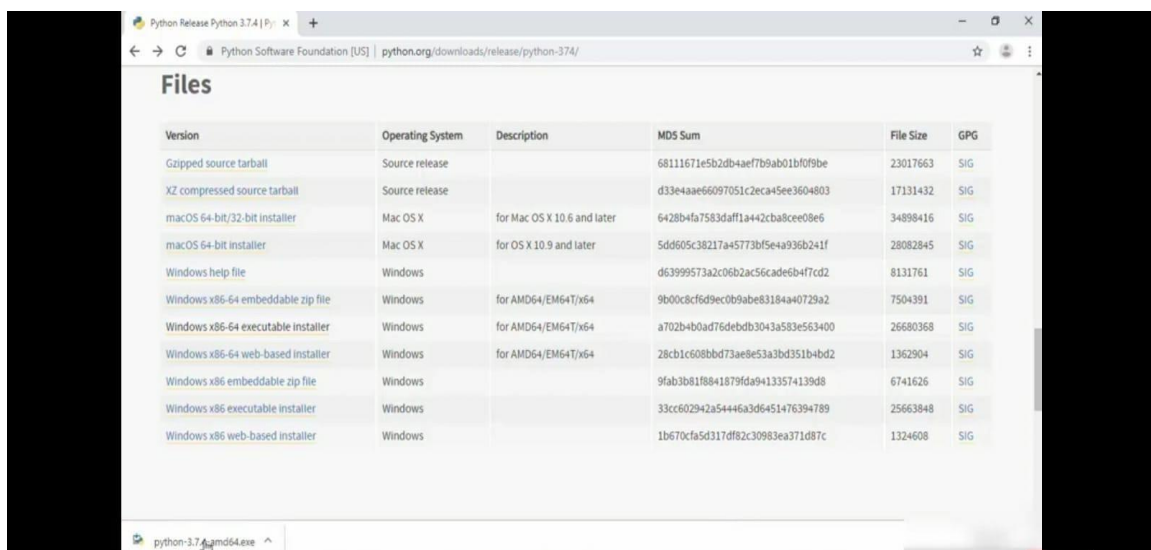 Python Release Python 3.7.4 | Py
Python Software Foundation [US] | python.org/downloads/release/python-374/
Files
Version Operating System Description MD5 Sum File Size GPG
Gzipped source tarball Source release 68111671e5b2db4aef7b9ab01bf0f9be 23017663 SIG
XZ compressed source tarball Source release d33e4aae66097051c2eca45ee3604803 17131432 SIG
macOS 64-bit/32-bit installer Mac OS X for Mac OS X 10.6 and later 6428b4fa7583daff1a442cba8cee08e6 34898416 SIG
macOS 64-bit installer Mac OS X for OS X 10.9 and later 5dd605c38217a45773bf5e4a936b241f 28082845 SIG
Windows help file Windows d63999573a2c06b2ac56cade6b4f7cd2 8131761 SIG
Windows x86-64 embeddable zip file Windows for AMD64/EM64T/x64 9b00c8cf6d9ec0b9abe83184a40729a2 7504391 SIG
Windows x86-64 executable installer Windows for AMD64/EM64T/x64 a702b4b0ad76debdb3043a583e563400 26680368 SIG
Windows x86-64 web-based installer Windows for AMD64/EM64T/x64 28cb1c608bbd73ae8e53a3bd351b4bd2 1362904 SIG
Windows x86 embeddable zip file Windows 9fab3b81f8841879fda94133574139d8 6741626 SIG
Windows x86 executable installer Windows 33cc602942a54446a3d6451476394789 25663848 SIG
Windows x86 web-based installer Windows 1b670cfa5d317df82c30983ea371d87c 1324608 SIG
python-3.7.4-amd64.exe